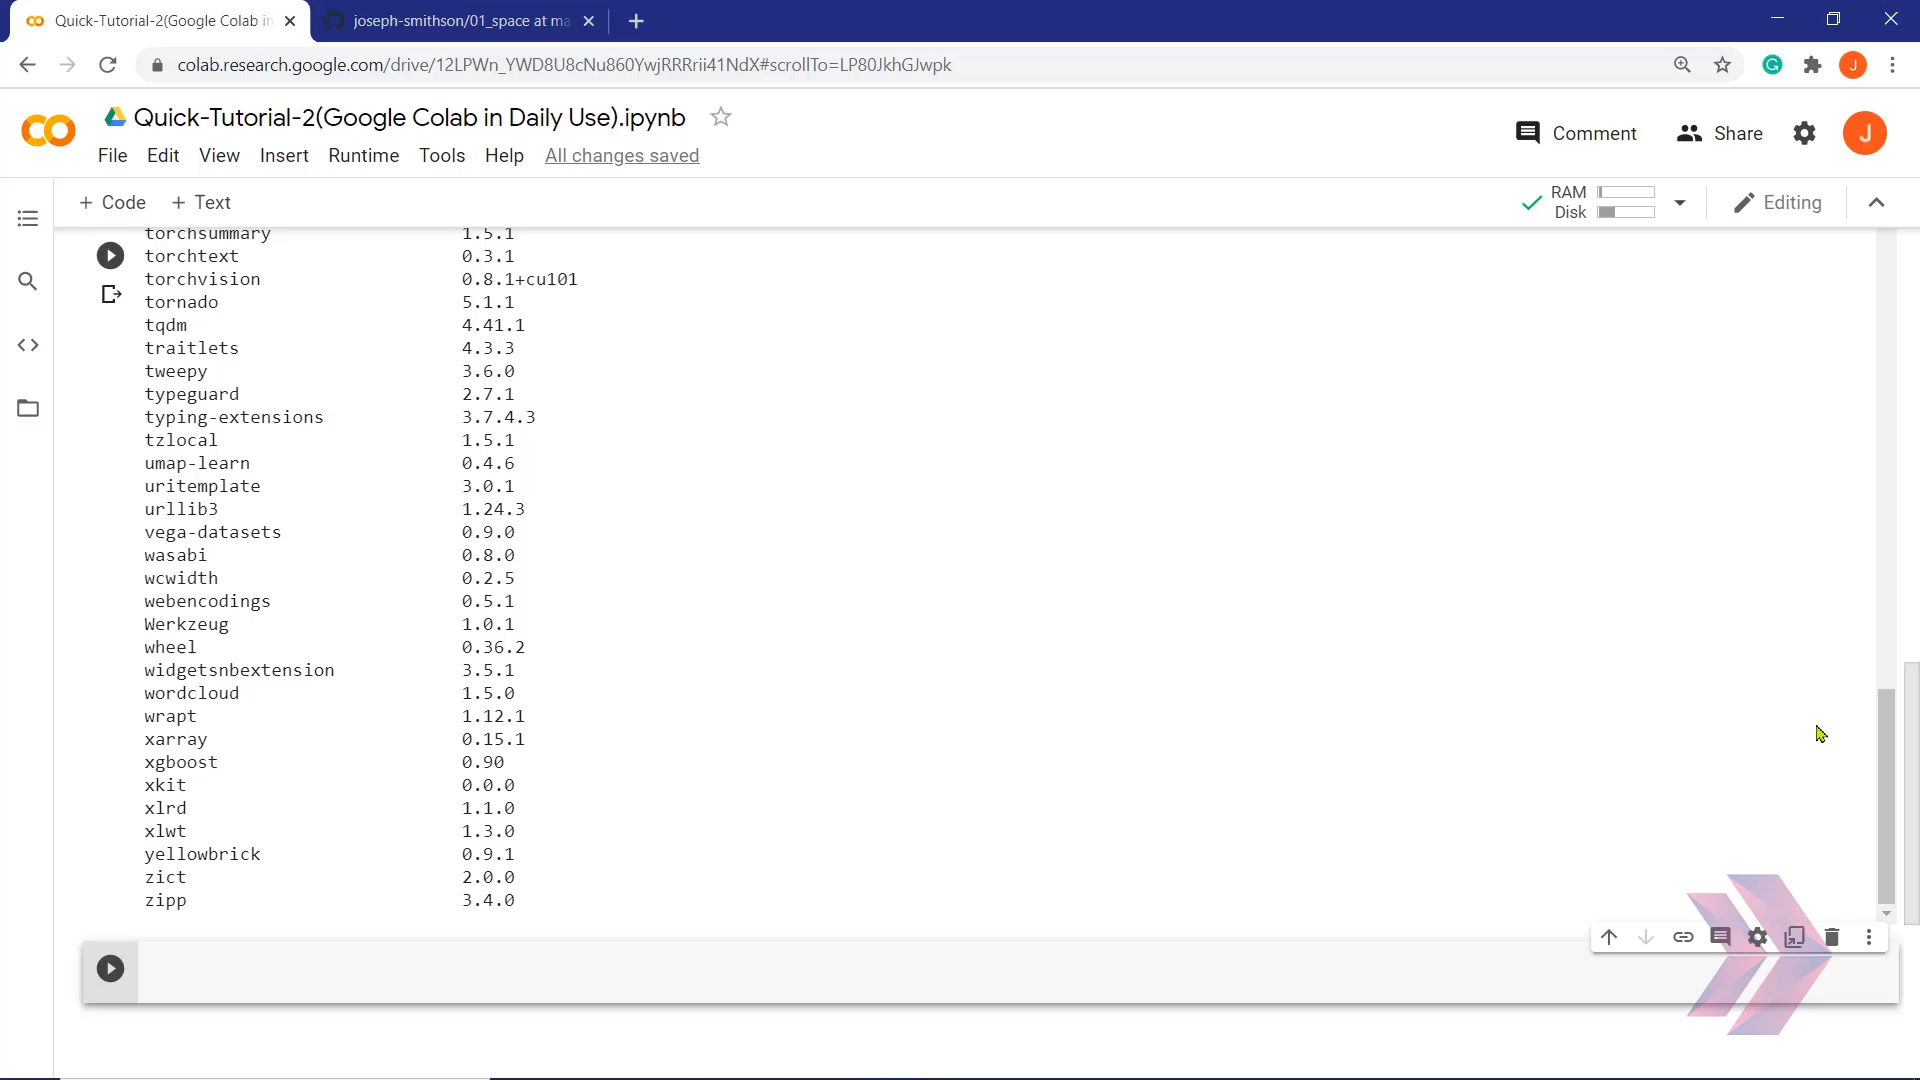 Quick-Tutorial-2(Google Colab in
joseph-smithson/01_space at ma
colab.research.google.com/drive/12LPWn_YWD8U8cNu860YwjRRRrii41NdX#scrollTo=LP80JkhGJwpk
J
Quick-Tutorial-2(Google Colab in Daily Use).ipynb
Comment Share J
File Edit View Insert Runtime Tools Help All changes saved
+ Code + Text
RAM
Disk
Editing
torchsummary 1.5.1
torchtext 0.3.1
torchvision 0.8.1+cu101
tornado 5.1.1
tqdm 4.41.1
traitlets 4.3.3
tweepy 3.6.0
typeguard 2.7.1
typing-extensions 3.7.4.3
tzlocal 1.5.1
umap-learn 0.4.6
uritemplate 3.0.1
urllib3 1.24.3
vega-datasets 0.9.0
wasabi 0.8.0
wcwidth 0.2.5
webencodings 0.5.1
Werkzeug 1.0.1
wheel 0.36.2
widgetsnbextension 3.5.1
wordcloud 1.5.0
wrapt 1.12.1
xarray 0.15.1
xgboost 0.90
xkit 0.0.0
xlrd 1.1.0
xlwt 1.3.0
yellowbrick 0.9.1
zict 2.0.0
zipp 3.4.0